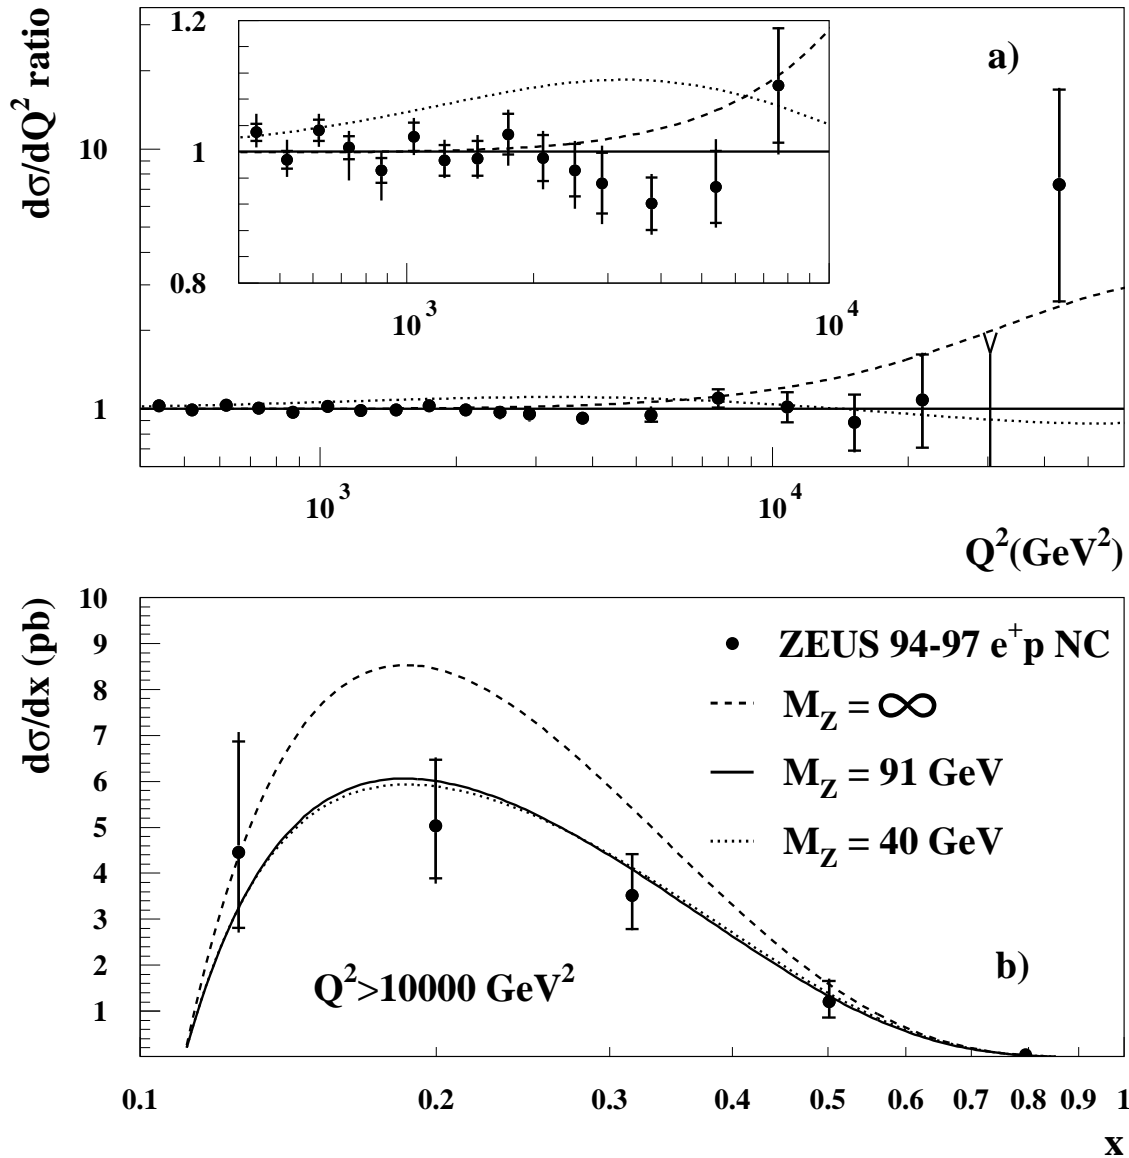 dσ/dQ² ratio
a)
1.2
1
0.8
10³
10⁴
10
1
10³
10⁴
Q²(GeV²)
dσ/dx (pb)
10
9
8
7
6
5
4
3
2
1
ZEUS 94-97 e⁺p NC
M_Z = ∞
M_Z = 91 GeV
M_Z = 40 GeV
b)
Q²>10000 GeV²
0.1 0.2 0.3 0.4 0.5 0.6 0.7 0.8 0.9 1
x